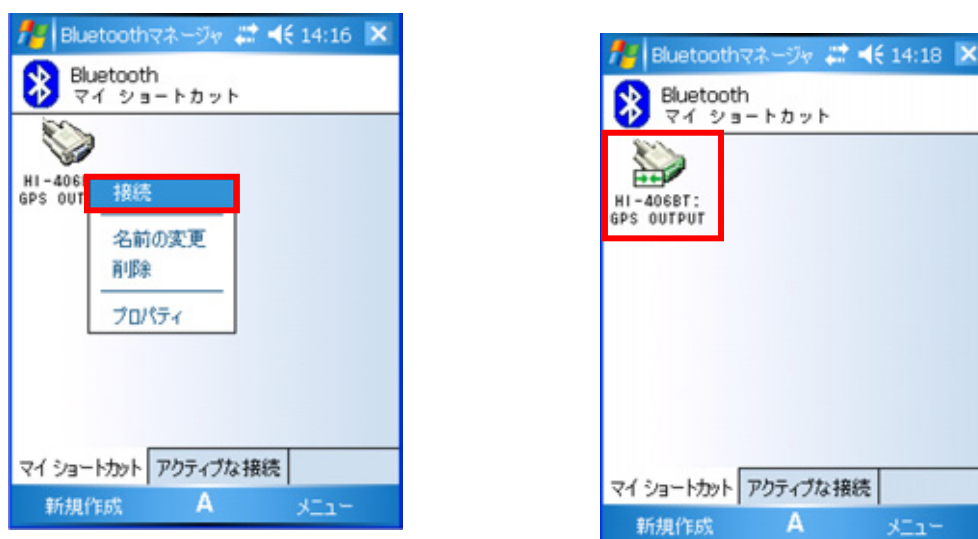 Bluetoothマネージャ 14:16
Bluetooth
マイ ショートカット
HI-406
GPS OUT
接続
名前の変更
削除
プロパティ
マイ ショートカット アクティブな接続
新規作成 A メニュー
Bluetoothマネージャ 14:18
Bluetooth
マイ ショートカット
HI-406BT:
GPS OUTPUT
マイ ショートカット アクティブな接続
新規作成 A メニュー